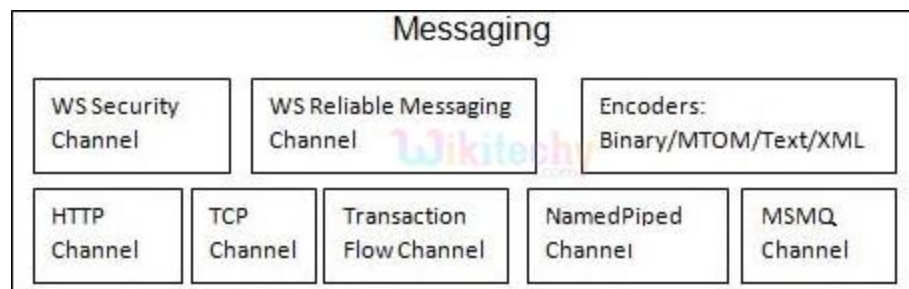 Messaging
WS Security
Channel
WS Reliable Messaging
Channel
Encoders:
Binary/MTOM/Text/XML
Wikitechy
.com
HTTP
Channel
TCP
Channel
Transaction
Flow Channel
NamedPiped
Channel
MSMQ
Channel